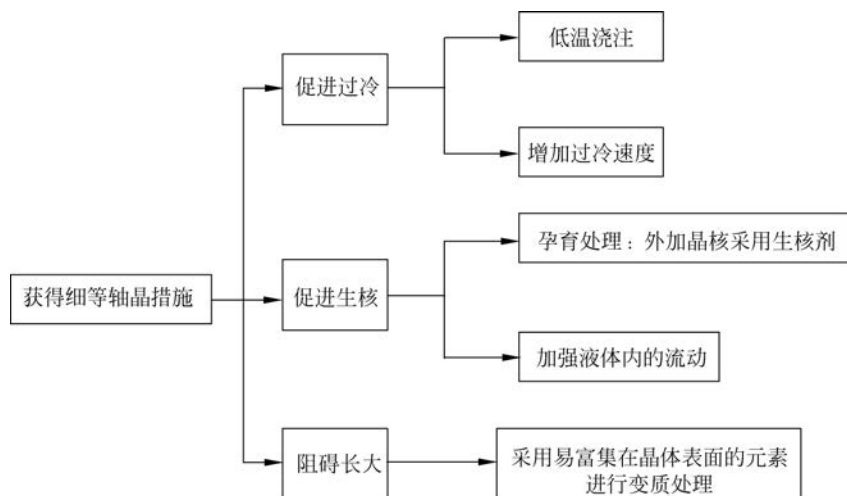 低温浇注
促进过冷
增加过冷速度
孕育处理：外加晶核采用生核剂
获得细等轴晶措施
促进生核
加强液体内的流动
阻碍长大
采用易富集在晶体表面的元素
进行变质处理